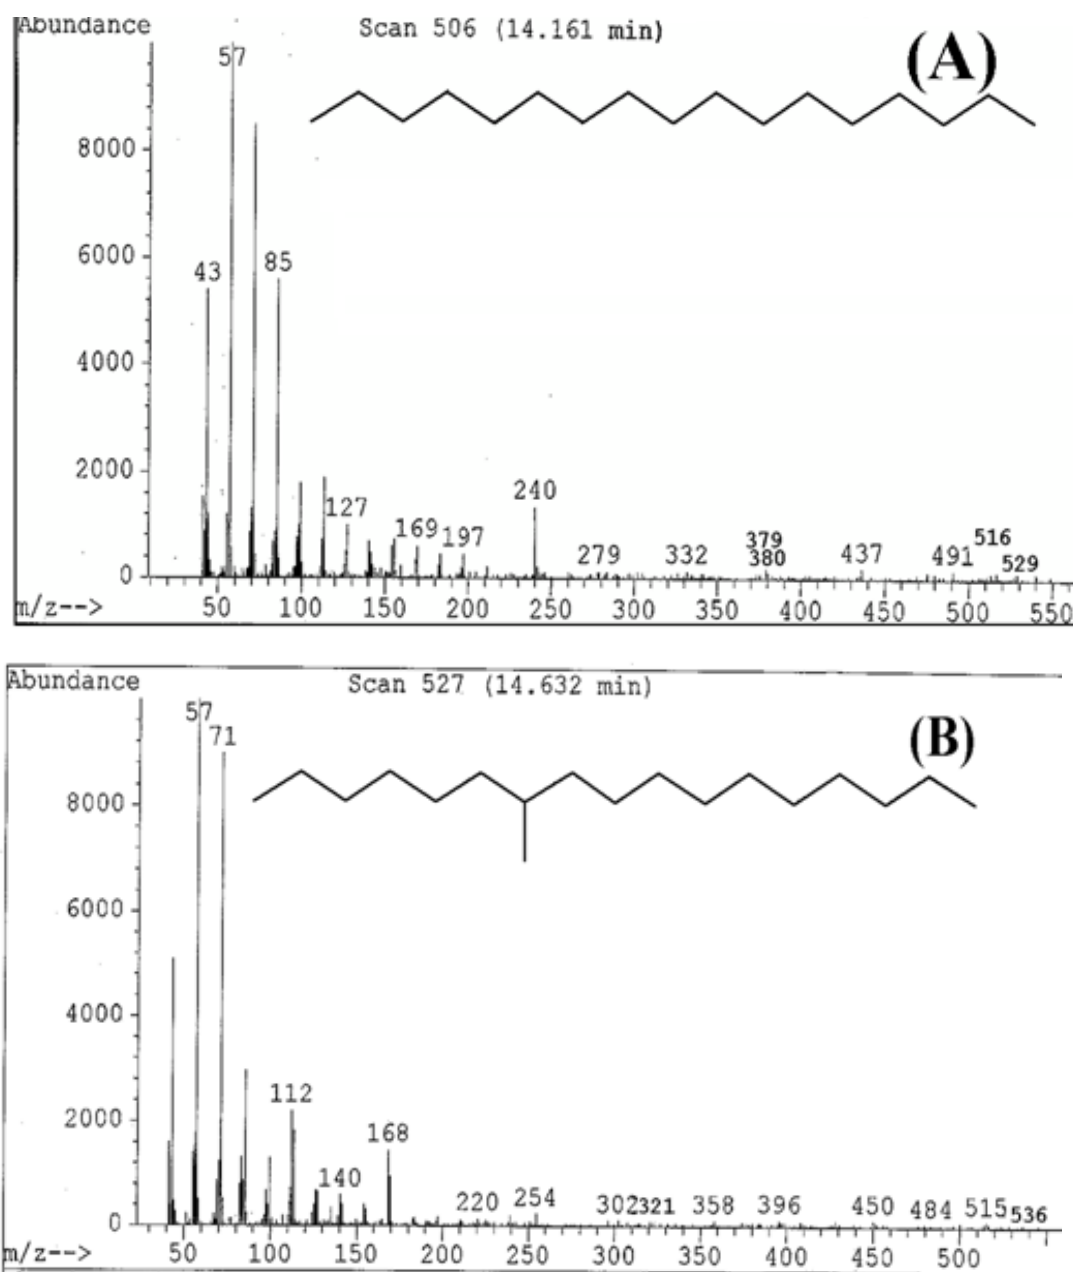 Abundance Scan 506 (14.161 min) (A)
57
8000
6000
43 85
4000
2000
127 169 197 240 279 332 379 380 437 491 516 529
0
50 100 150 200 250 300 350 400 450 500 550
m/z-->
Abundance Scan 527 (14.632 min) (B)
57
71
8000
6000
4000
2000
112 168
140 220 254 302 321 358 396 450 484 515 536
0
50 100 150 200 250 300 350 400 450 500
m/z-->